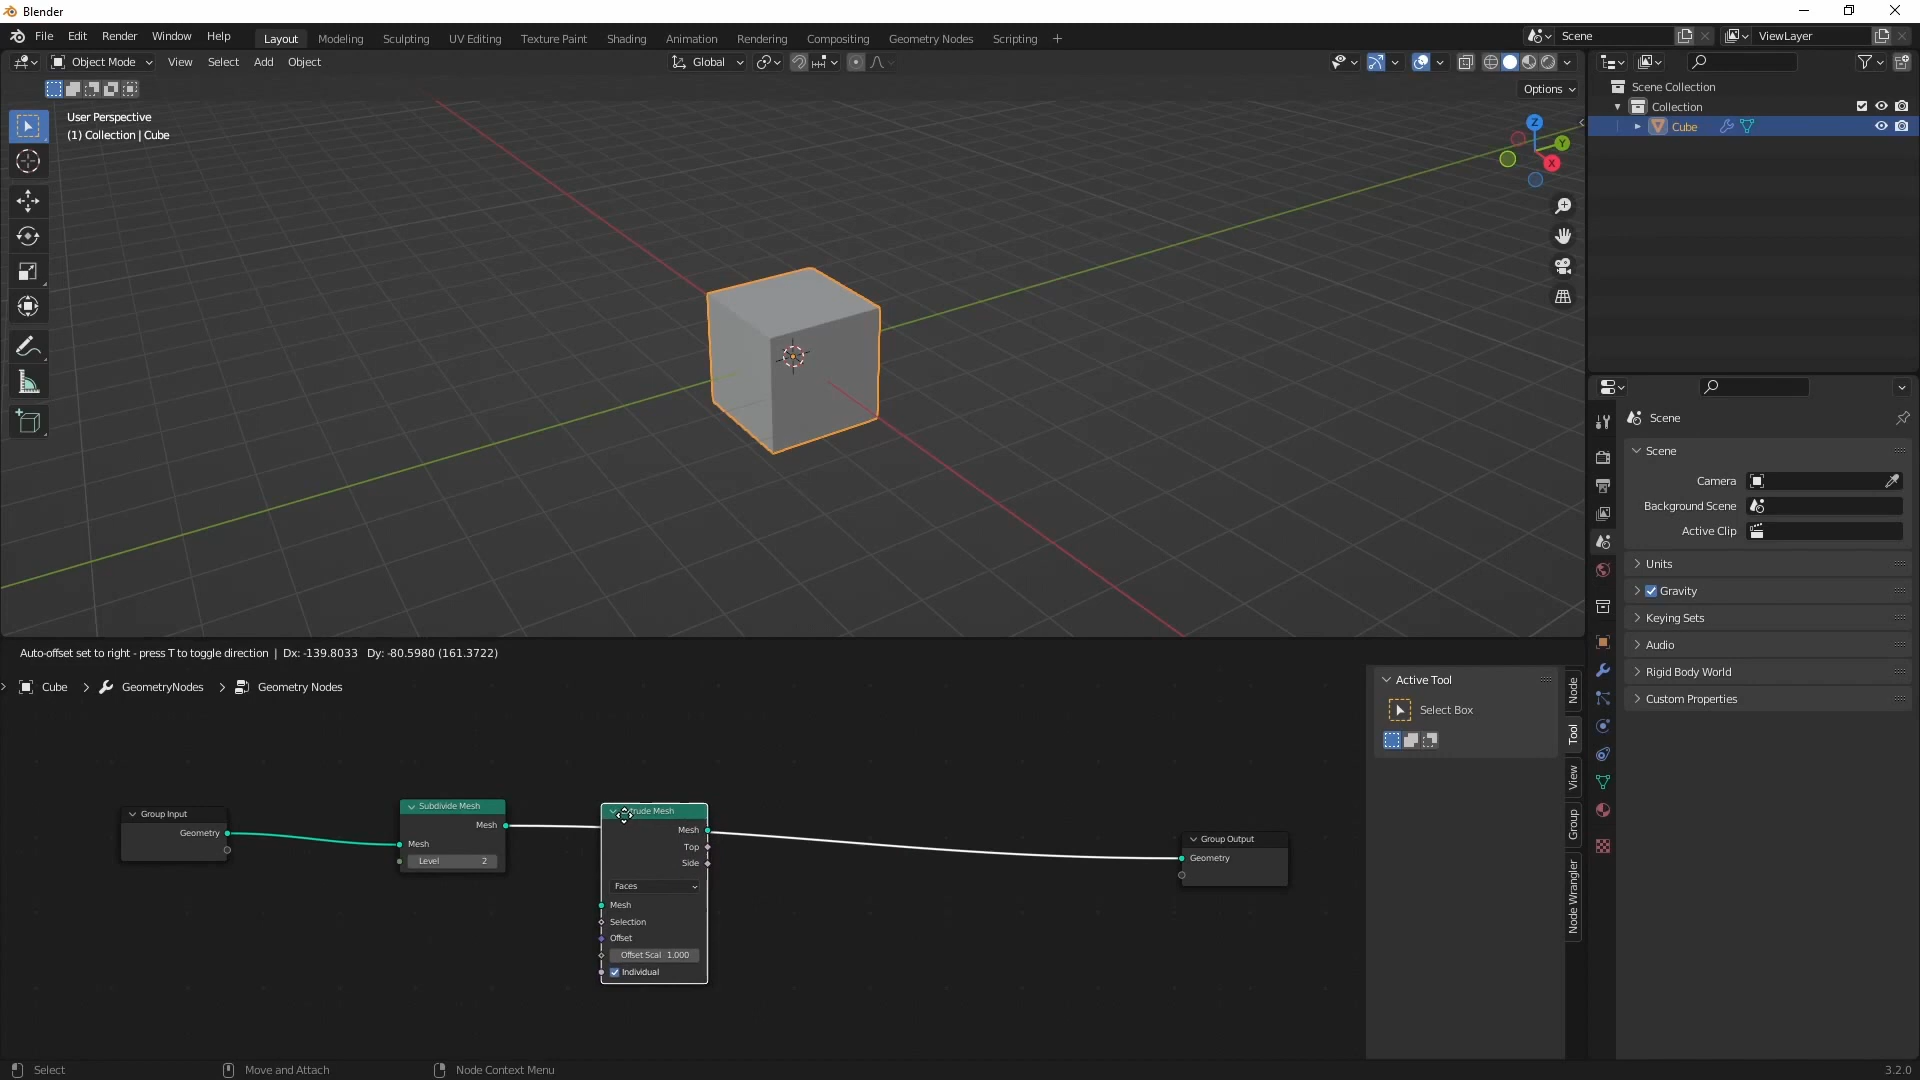 Blender
File Edit Render Window Help Layout Modeling Sculpting UV Editing Texture Paint Shading Animation Rendering Compositing Geometry Nodes Scripting +
Scene ViewLayer
Object Mode View Select Add Object Global
Options
User Perspective
(1) Collection | Cube
Z
Y
X
Scene Collection
Collection
Cube
Scene
Scene
Camera
Background Scene
Active Clip
Units
Gravity
Keying Sets
Audio
Rigid Body World
Custom Properties
Auto-offset set to right - press T to toggle direction | Dx: -139.8033 Dy: -80.5980 (161.3722)
Cube > GeometryNodes > Geometry Nodes
Group Input
Geometry
Subdivide Mesh
Mesh
Mesh
Level 2
trude Mesh
Mesh
Top
Side
Faces
Mesh
Selection
Offset
Offset Scal 1.000
Individual
Group Output
Geometry
Active Tool
Select Box
Node
Tool
View
Group
Node Wrangler
Select Move and Attach Node Context Menu 3.2.0